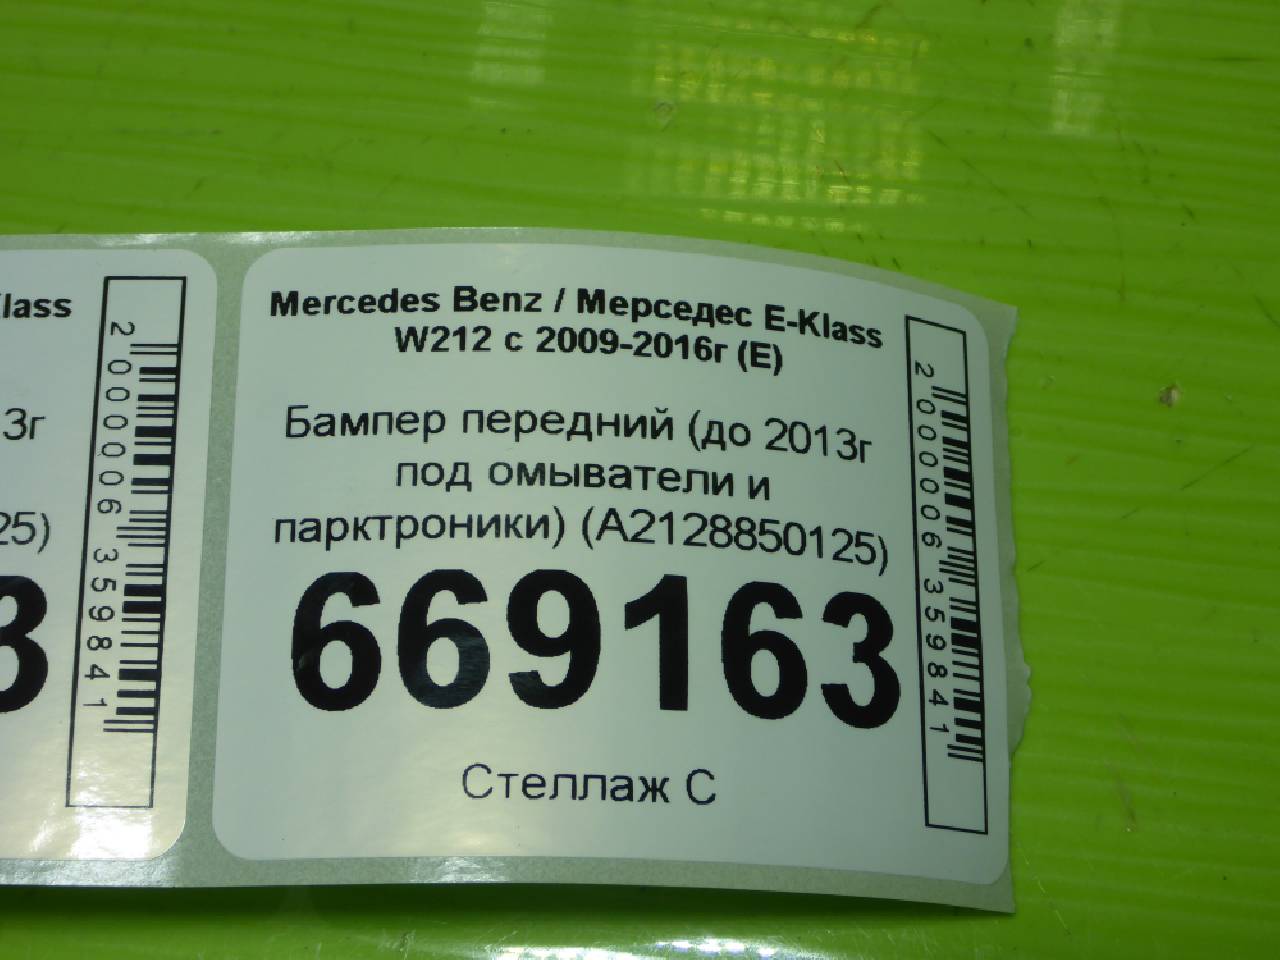 Mercedes Benz / Мерседес E-Klass
W212 с 2009-2016г (E)
Бампер передний (до 2013г
под омыватели и
парктроники) (A2128850125)
669163
Стеллаж C
2000006359841
Klass
3г
25)
3
2000006359841